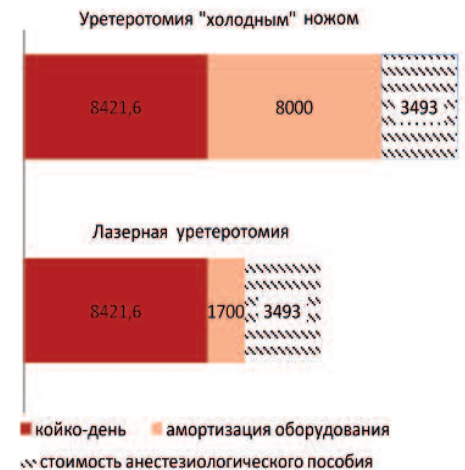 Уретеротомия "холодным" ножом
8421,6 8000 3493
Лазерная уретеротомия
8421,6 1700 3493
койко-день амортизация оборудования
стоимость анестезиологического пособия